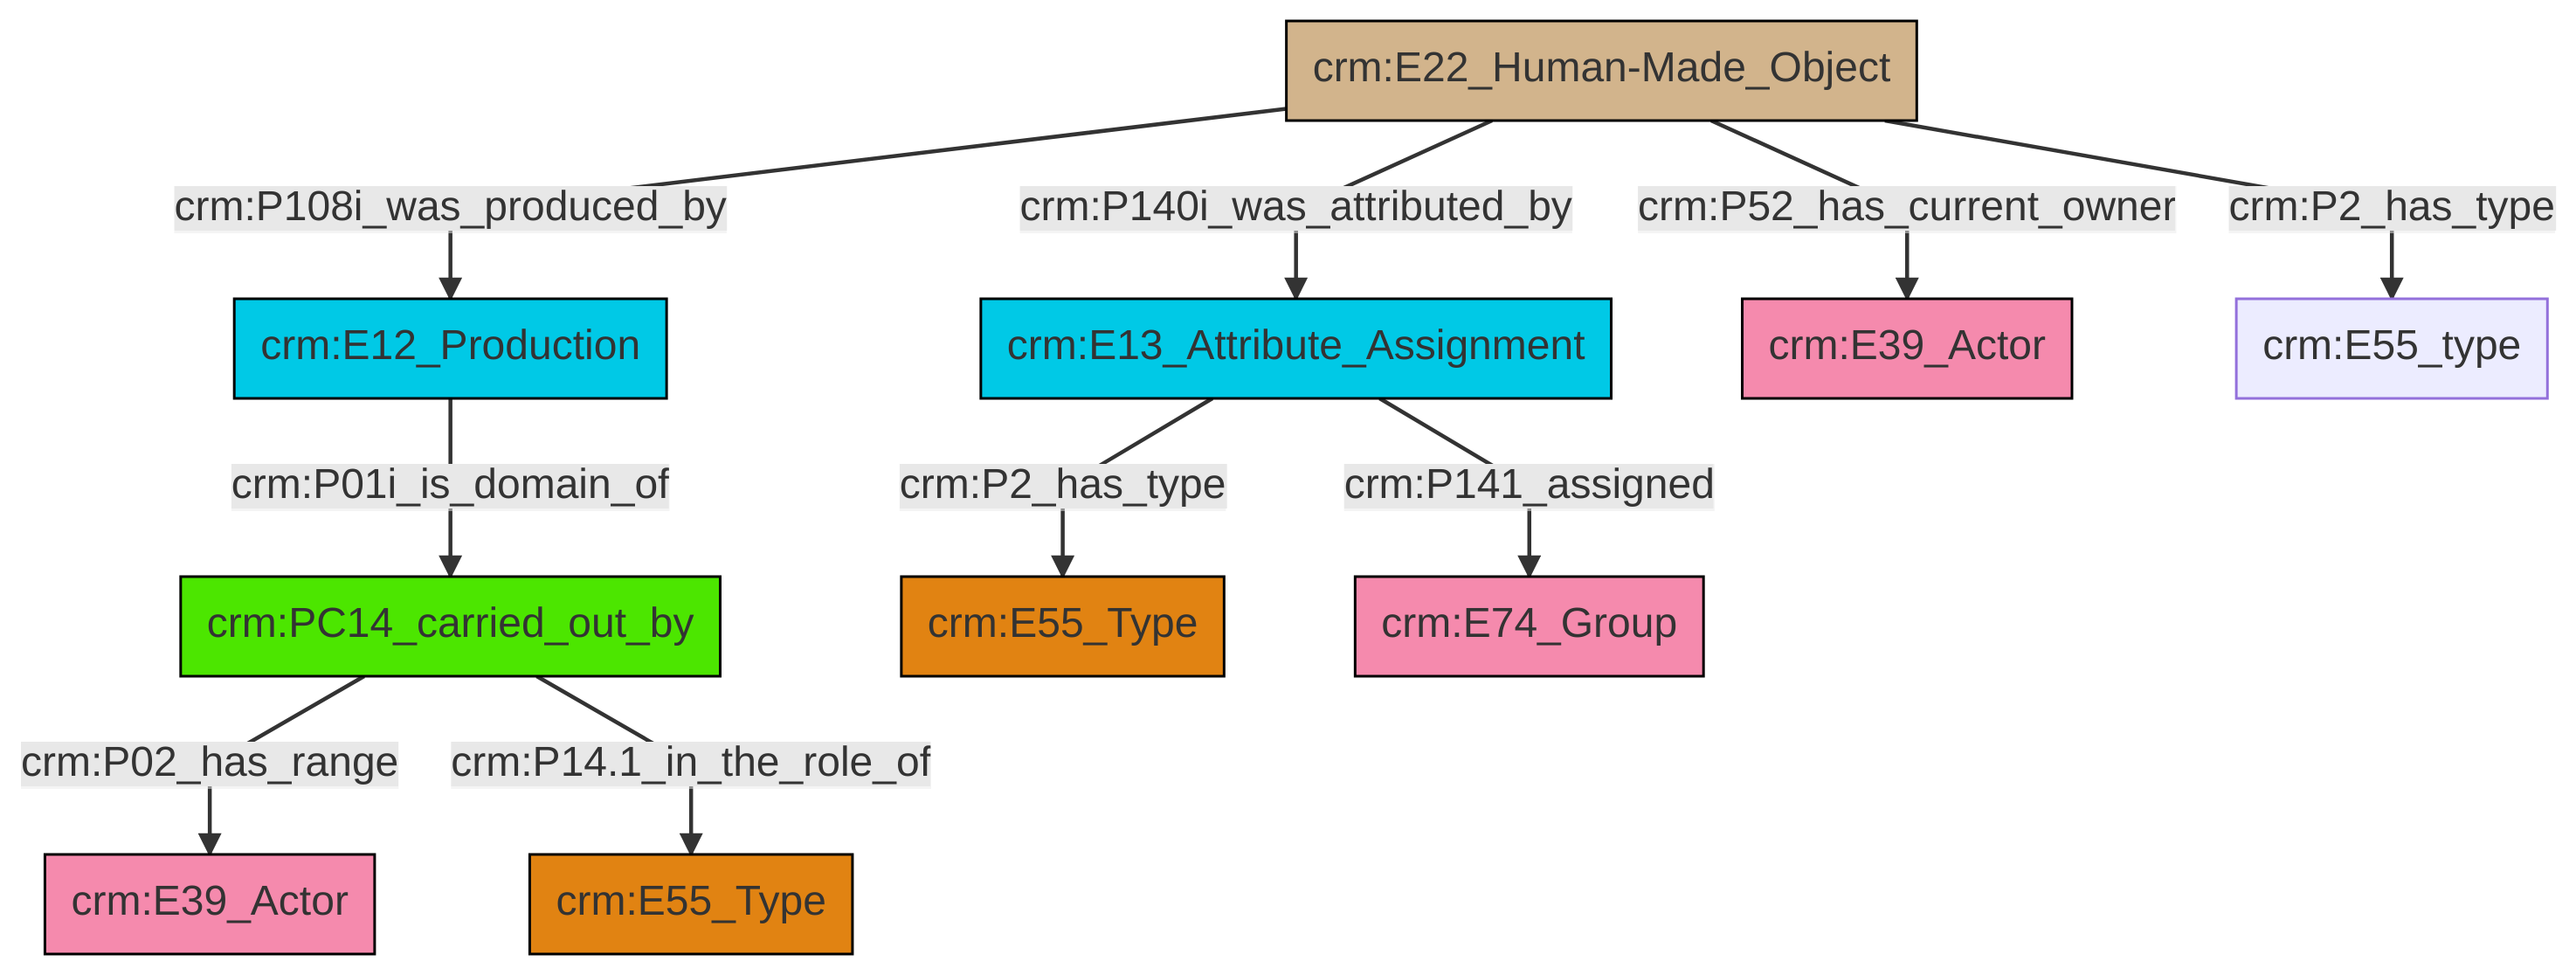 crm:E22_Human-Made_Object
crm:P108i_was_produced_by
crm:P140i_was_attributed_by
crm:P52_has_current_owner
crm:P2_has_type
crm:E12_Production
crm:E13_Attribute_Assignment
crm:E39_Actor
crm:E55_type
crm:P01i_is_domain_of
crm:P2_has_type
crm:P141_assigned
crm:PC14_carried_out_by
crm:E55_Type
crm:E74_Group
crm:P02_has_range
crm:P14.1_in_the_role_of
crm:E39_Actor
crm:E55_Type